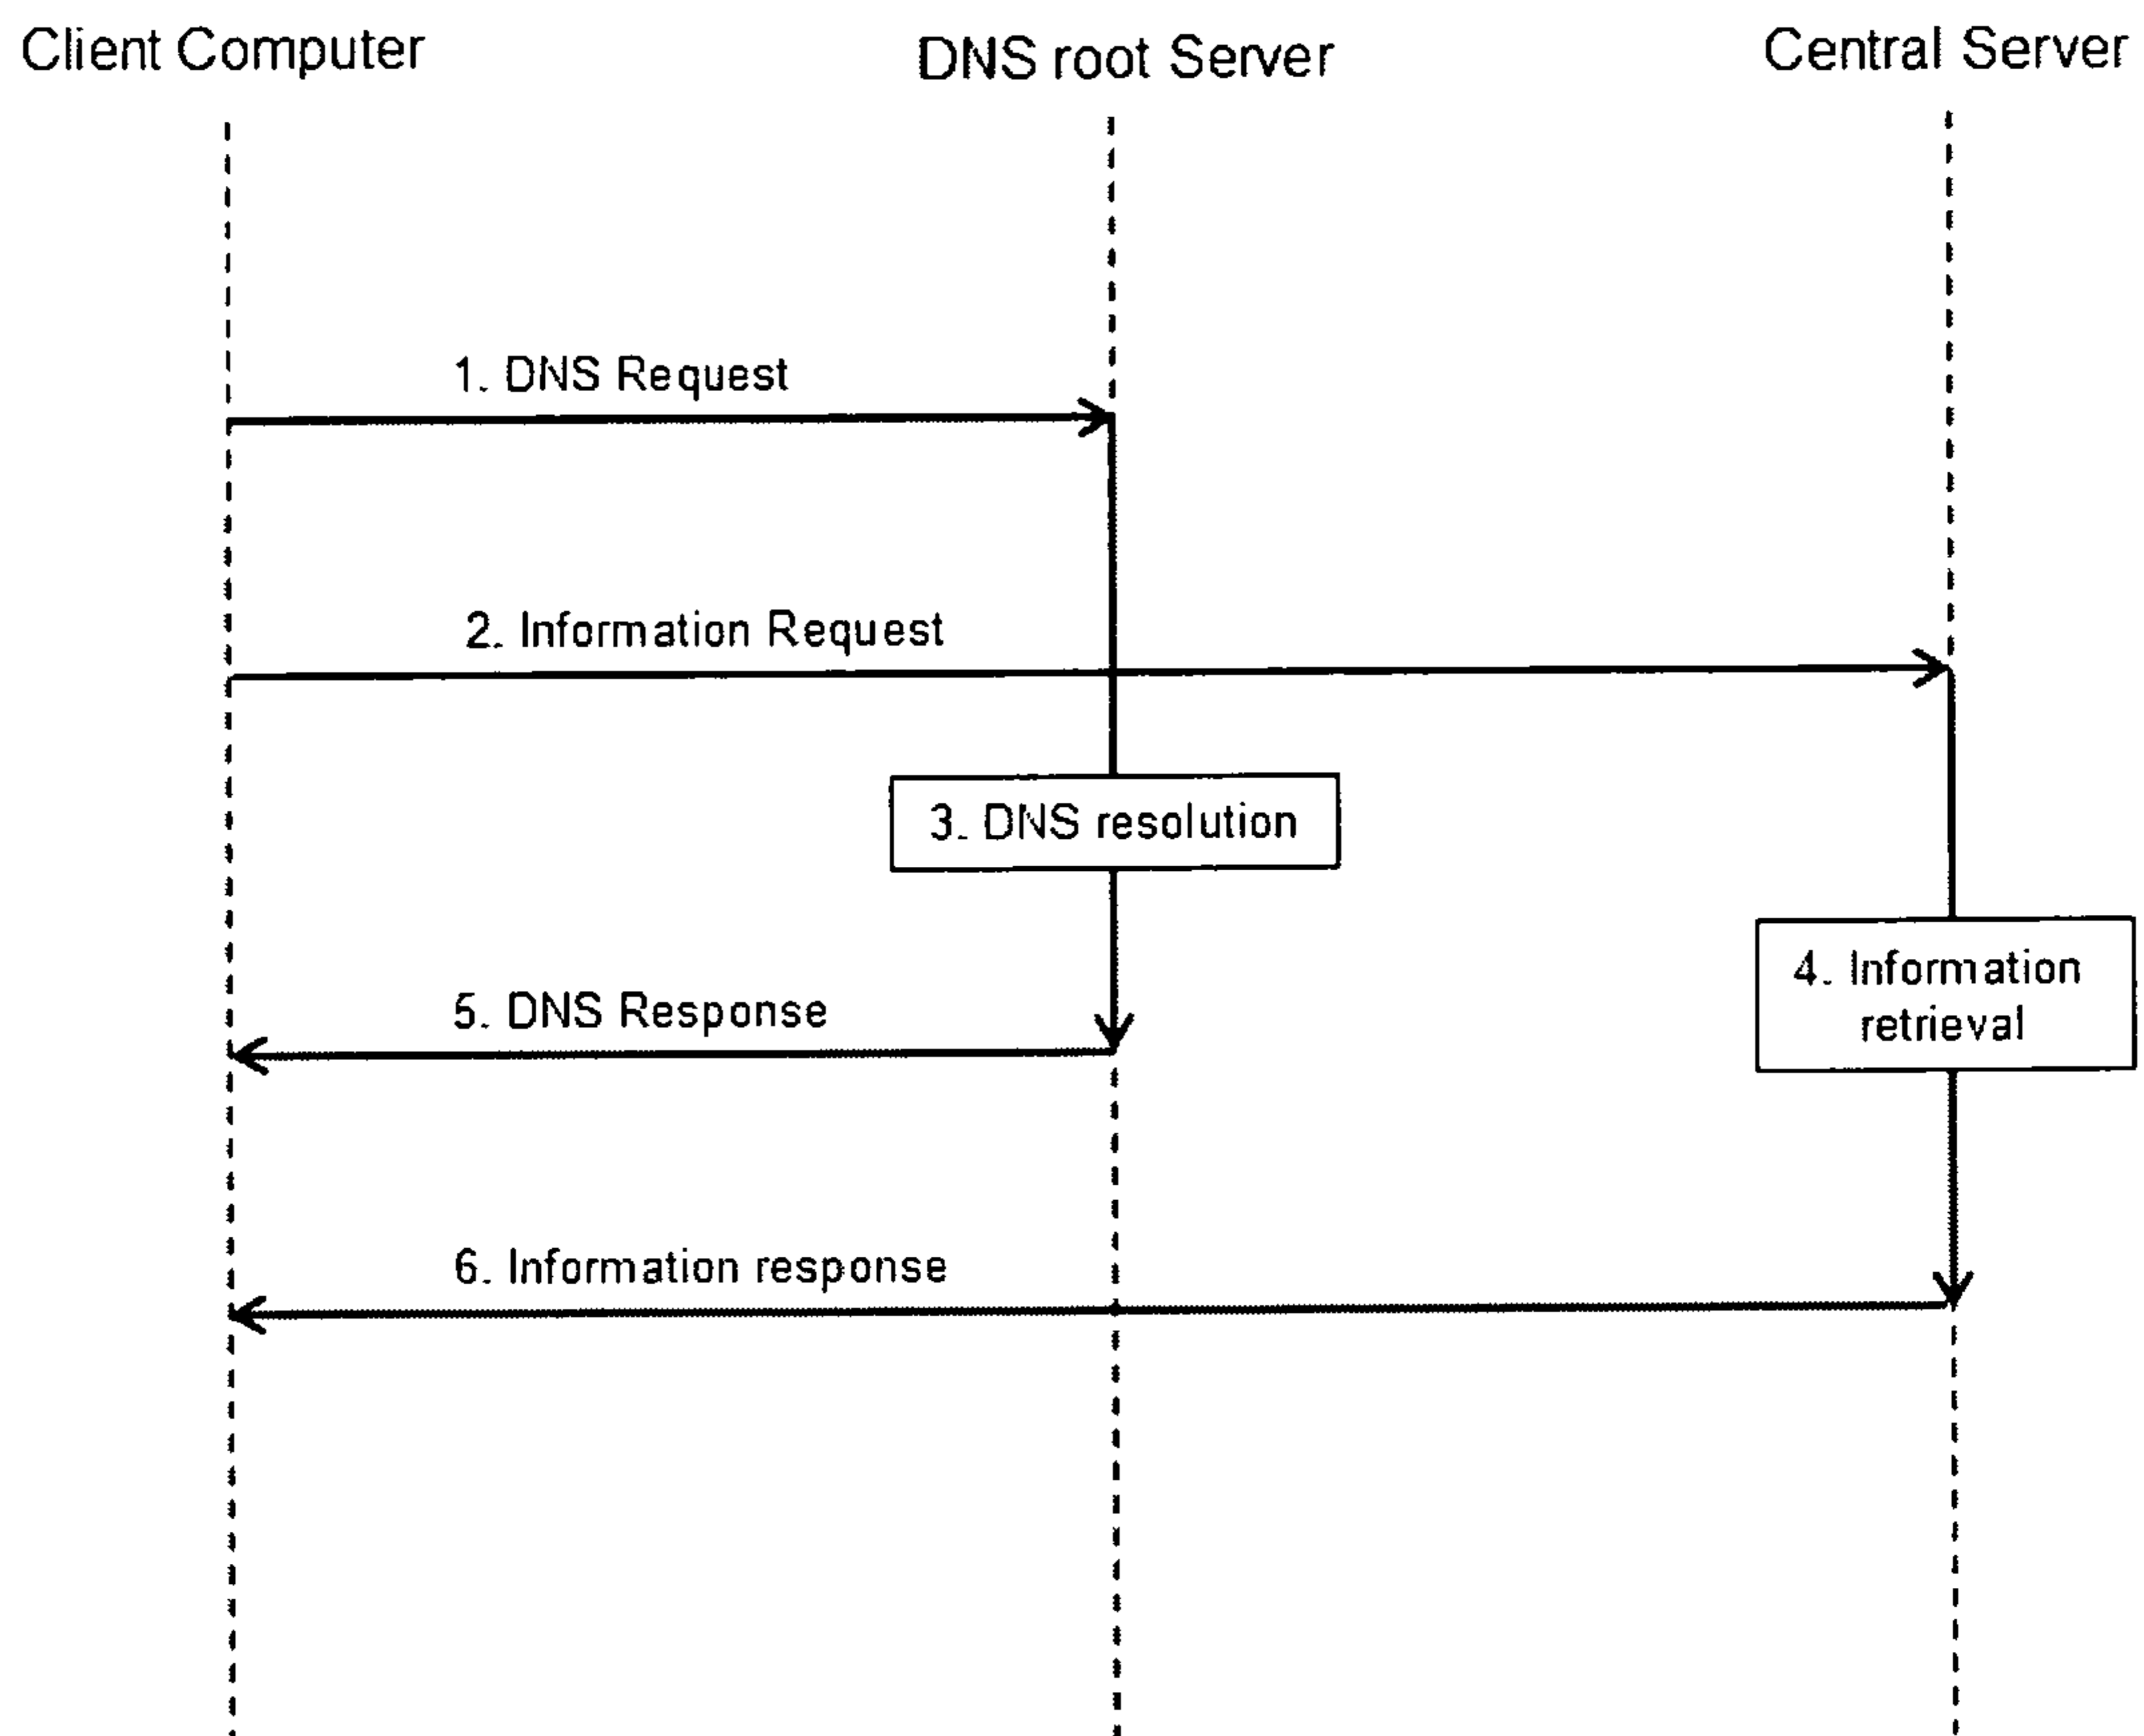 Client Computer
DNS root Server
Central Server
1. DNS Request
2. Information Request
3. DNS resolution
4. Information
retrieval
5. DNS Response
6. Information response